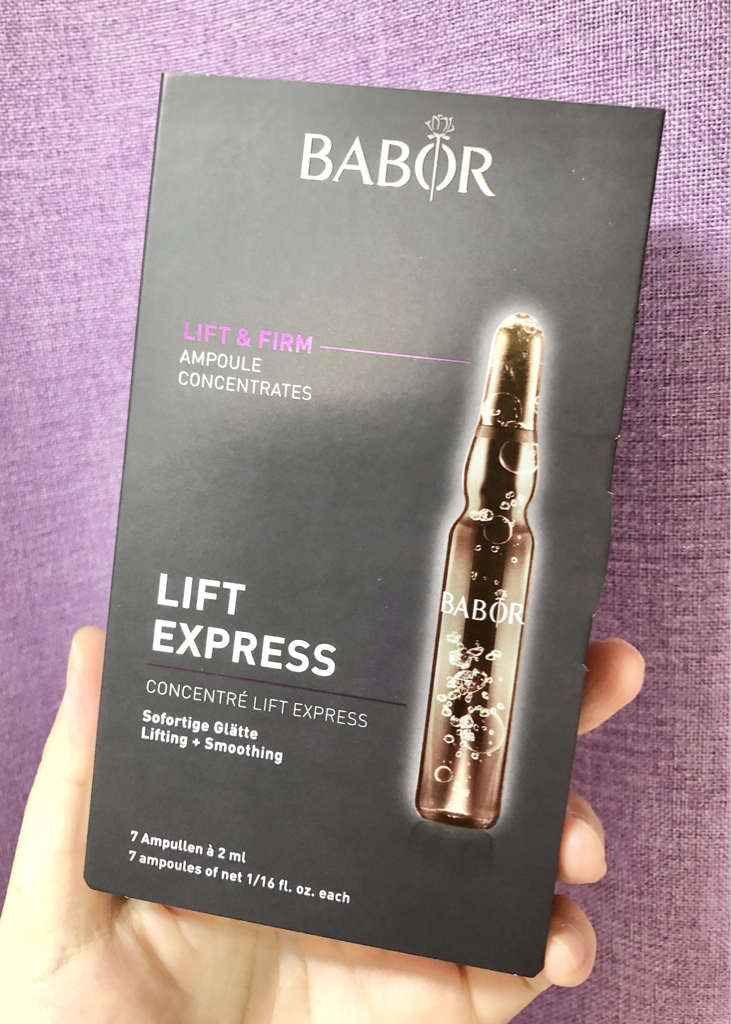 BABOR
LIFT & FIRM
AMPOULE
CONCENTRATES
BABOR
LIFT
EXPRESS
CONCENTRÉ LIFT EXPRESS
Sofortige Glätte
Lifting + Smoothing
7 Ampullen à 2 ml
7 ampoules of net 1/16 fl. oz. each